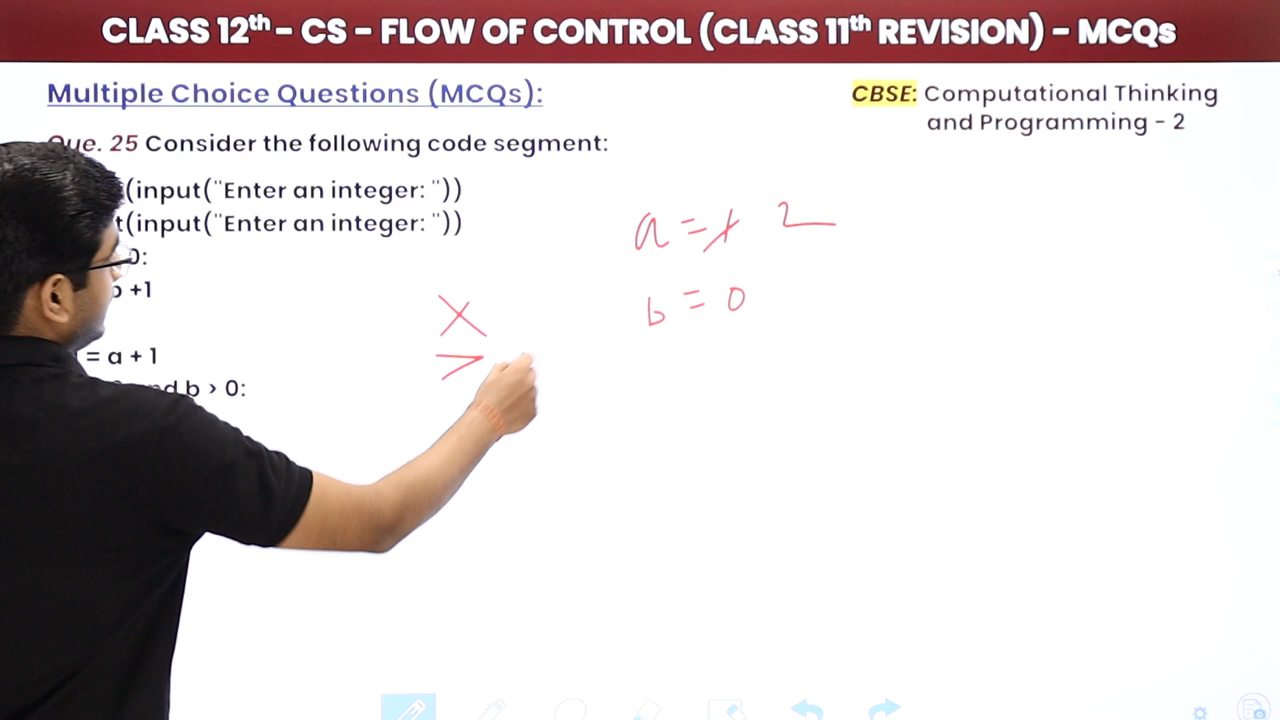 CLASS 12th - CS - FLOW OF CONTROL (CLASS 11th REVISION) - MCQs
Multiple Choice Questions (MCQs):
CBSE: Computational Thinking
and Programming - 2
Que. 25 Consider the following code segment:
(input("Enter an integer: "))
t(input("Enter an integer: "))
0:
+1
= a + 1
b > 0:
a = 2
b = 0